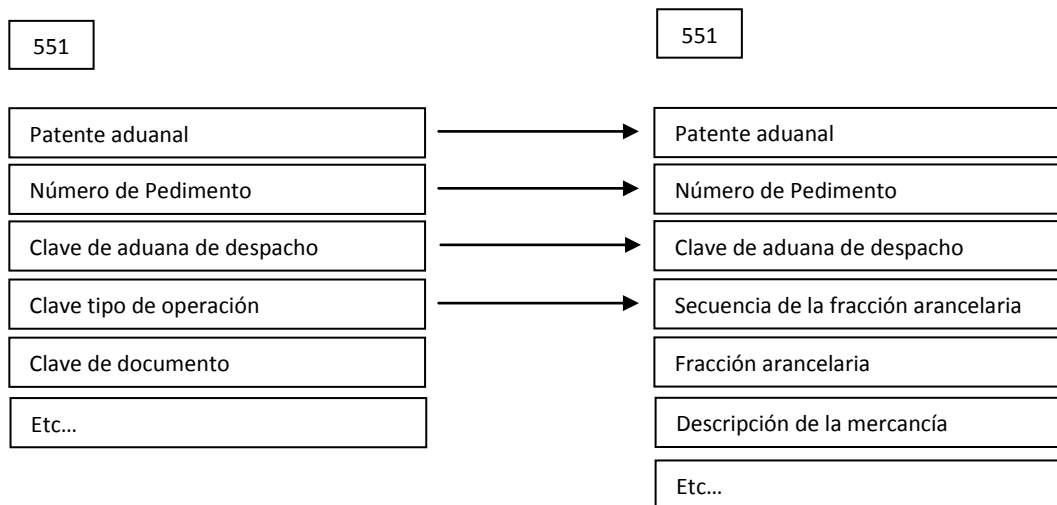 551
Patente aduanal
Número de Pedimento
Clave de aduana de despacho
Clave tipo de operación
Clave de documento
Etc…
551
Patente aduanal
Número de Pedimento
Clave de aduana de despacho
Secuencia de la fracción arancelaria
Fracción arancelaria
Descripción de la mercancía
Etc…